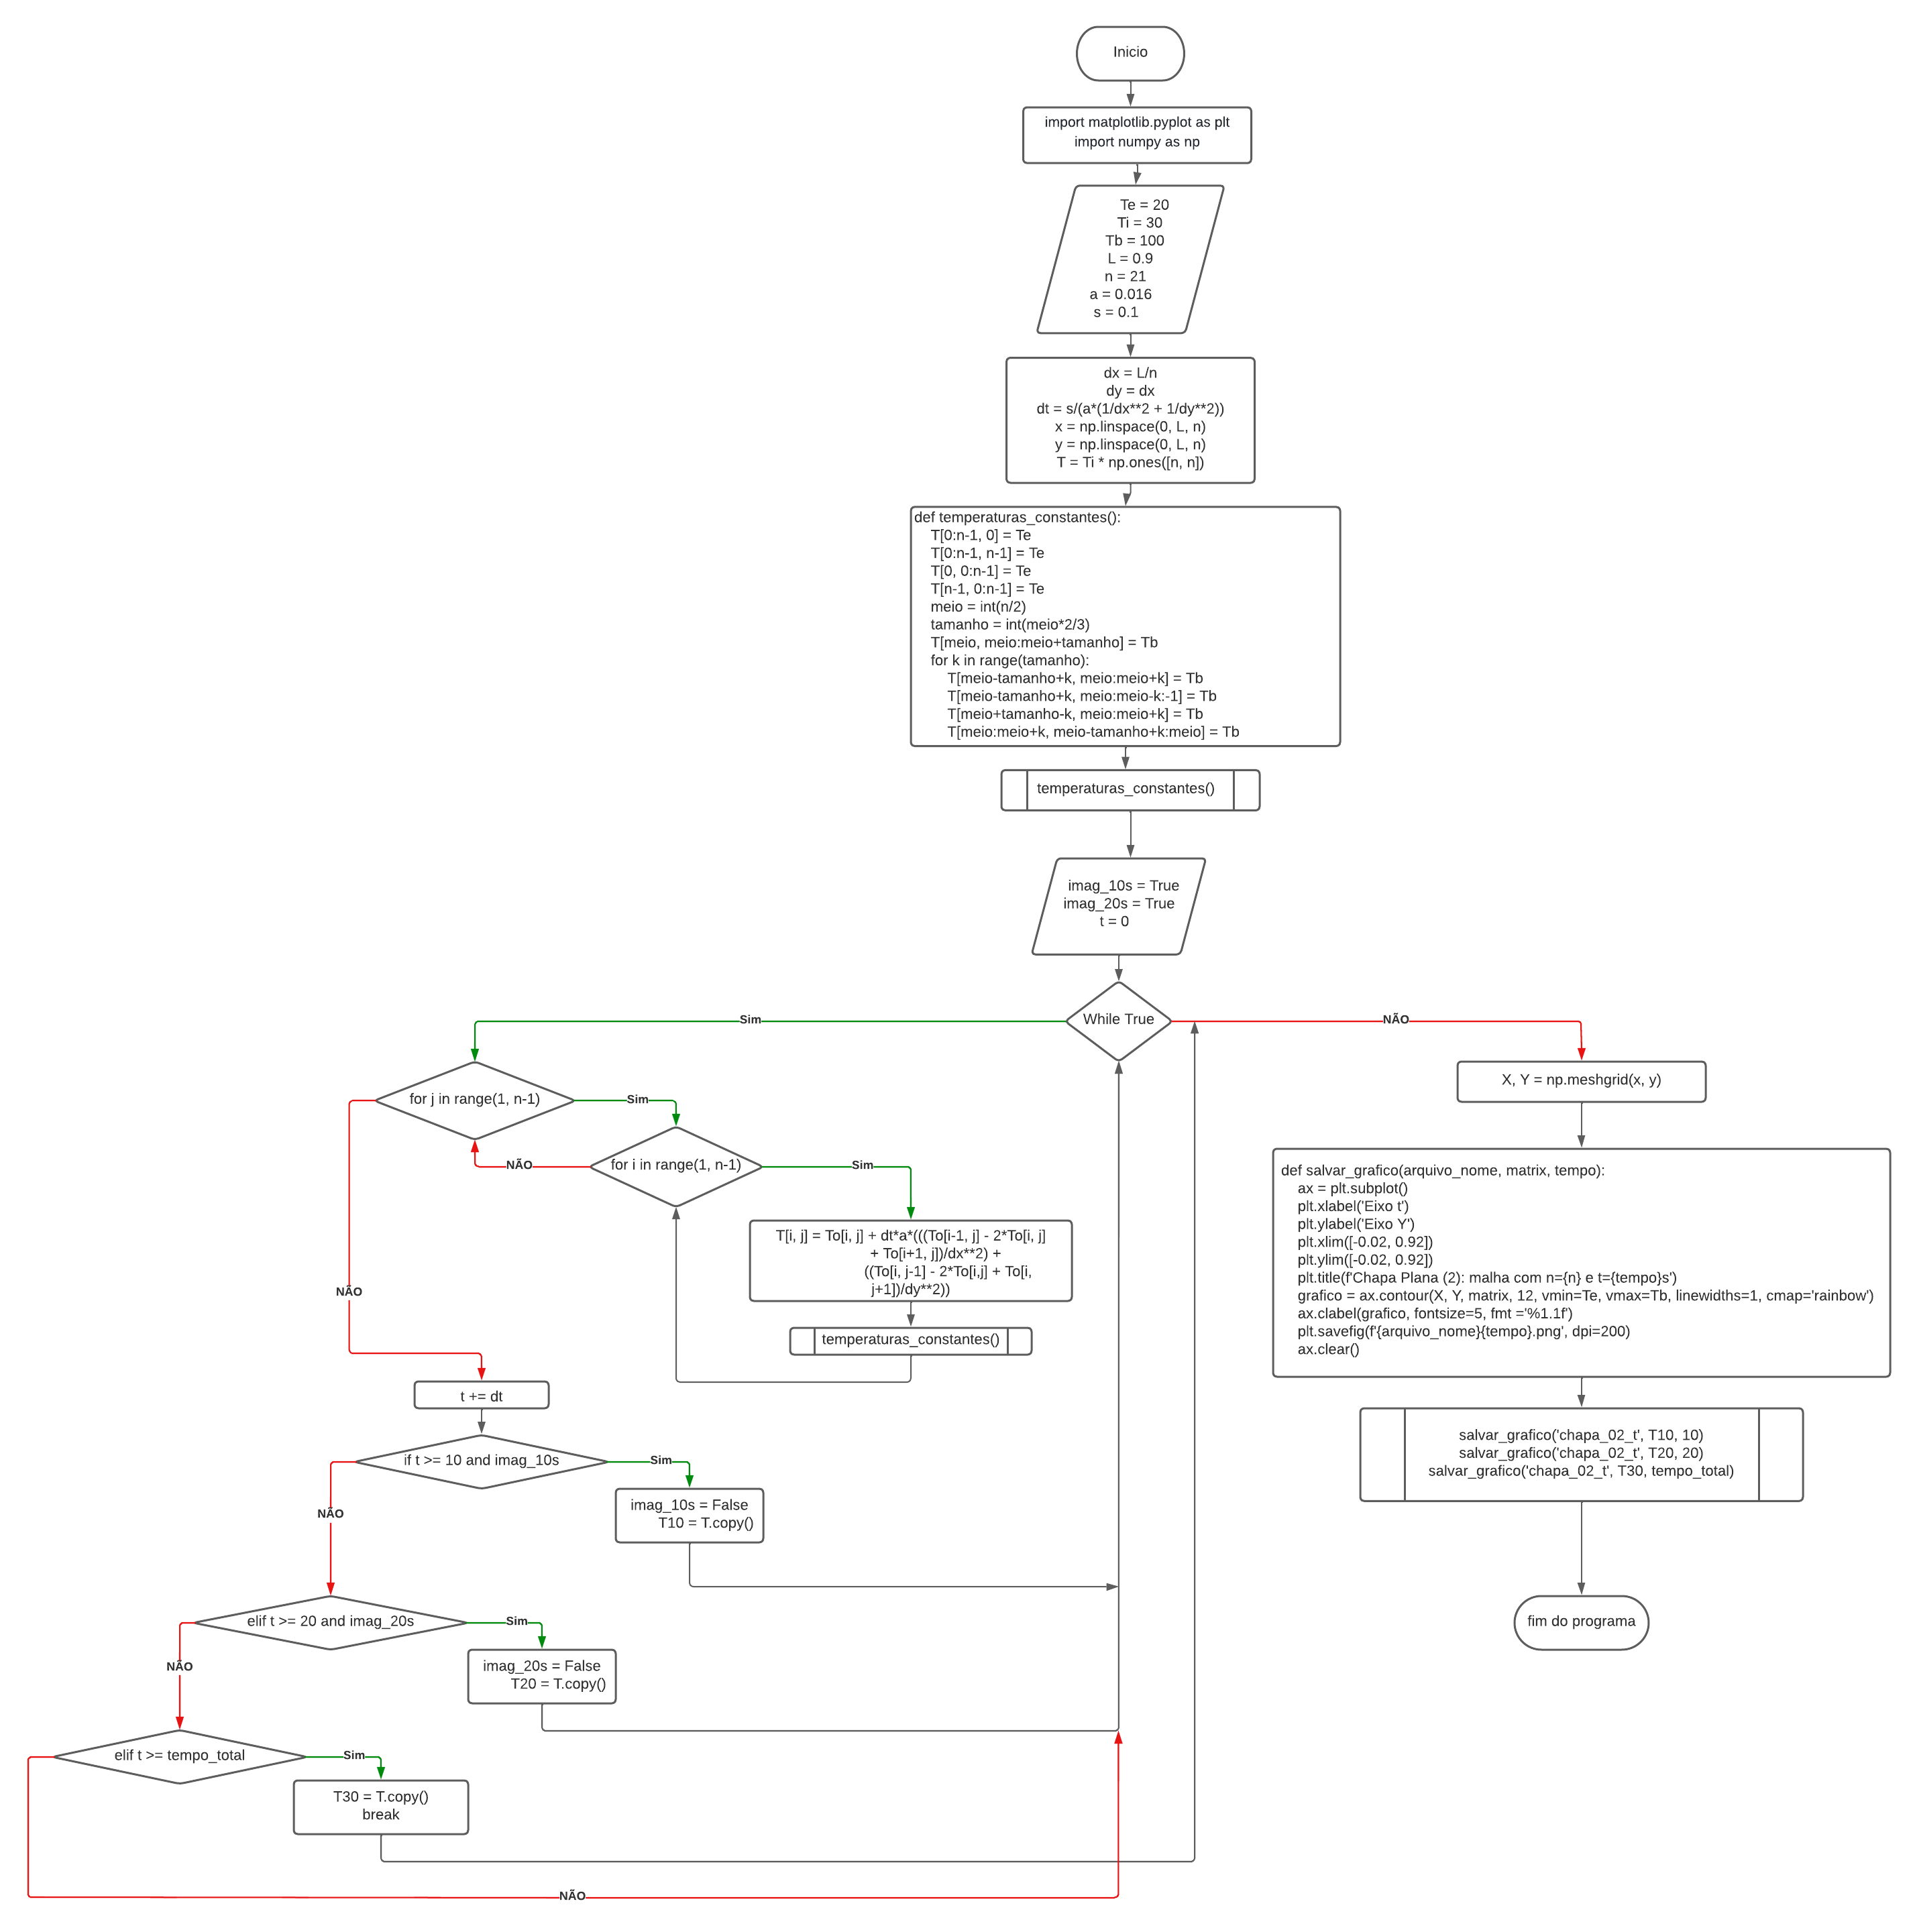 Inicio
import matplotlib.pyplot as plt
import numpy as np
Te = 20
Ti = 30
Tb = 100
L = 0.9
n = 21
a = 0.016
s = 0.1
dx = L/n
dy = dx
dt = s/(a*(1/dx**2 + 1/dy**2))
x = np.linspace(0, L, n)
y = np.linspace(0, L, n)
T = Ti * np.ones([n, n])
def temperaturas_constantes():
T[0:n-1, 0] = Te
T[0:n-1, n-1] = Te
T[0, 0:n-1] = Te
T[n-1, 0:n-1] = Te
meio = int(n/2)
tamanho = int(meio*2/3)
T[meio, meio:meio+tamanho] = Tb
for k in range(tamanho):
T[meio-tamanho+k, meio:meio+k] = Tb
T[meio-tamanho+k, meio:meio-k:-1] = Tb
T[meio+tamanho-k, meio:meio+k] = Tb
T[meio:meio+k, meio-tamanho+k:meio] = Tb
temperaturas_constantes()
imag_10s = True
imag_20s = True
t = 0
While True
Sim
NÃO
for j in range(1, n-1)
Sim
NÃO
for i in range(1, n-1)
NÃO
Sim
T[i, j] = To[i, j] + dt*a*(((To[i-1, j] - 2*To[i, j]
+ To[i+1, j])/dx**2) +
((To[i, j-1] - 2*To[i,j] + To[i,
j+1])/dy**2))
temperaturas_constantes()
t += dt
if t >= 10 and imag_10s
Sim
NÃO
imag_10s = False
T10 = T.copy()
elif t >= 20 and imag_20s
Sim
NÃO
imag_20s = False
T20 = T.copy()
elif t >= tempo_total
Sim
T30 = T.copy()
break
NÃO
X, Y = np.meshgrid(x, y)
def salvar_grafico(arquivo_nome, matrix, tempo):
ax = plt.subplot()
plt.xlabel('Eixo t')
plt.ylabel('Eixo Y')
plt.xlim([-0.02, 0.92])
plt.ylim([-0.02, 0.92])
plt.title(f'Chapa Plana (2): malha com n={n} e t={tempo}s')
grafico = ax.contour(X, Y, matrix, 12, vmin=Te, vmax=Tb, linewidths=1, cmap='rainbow')
ax.clabel(grafico, fontsize=5, fmt ='%1.1f')
plt.savefig(f'{arquivo_nome}{tempo}.png', dpi=200)
ax.clear()
salvar_grafico('chapa_02_t', T10, 10)
salvar_grafico('chapa_02_t', T20, 20)
salvar_grafico('chapa_02_t', T30, tempo_total)
fim do programa